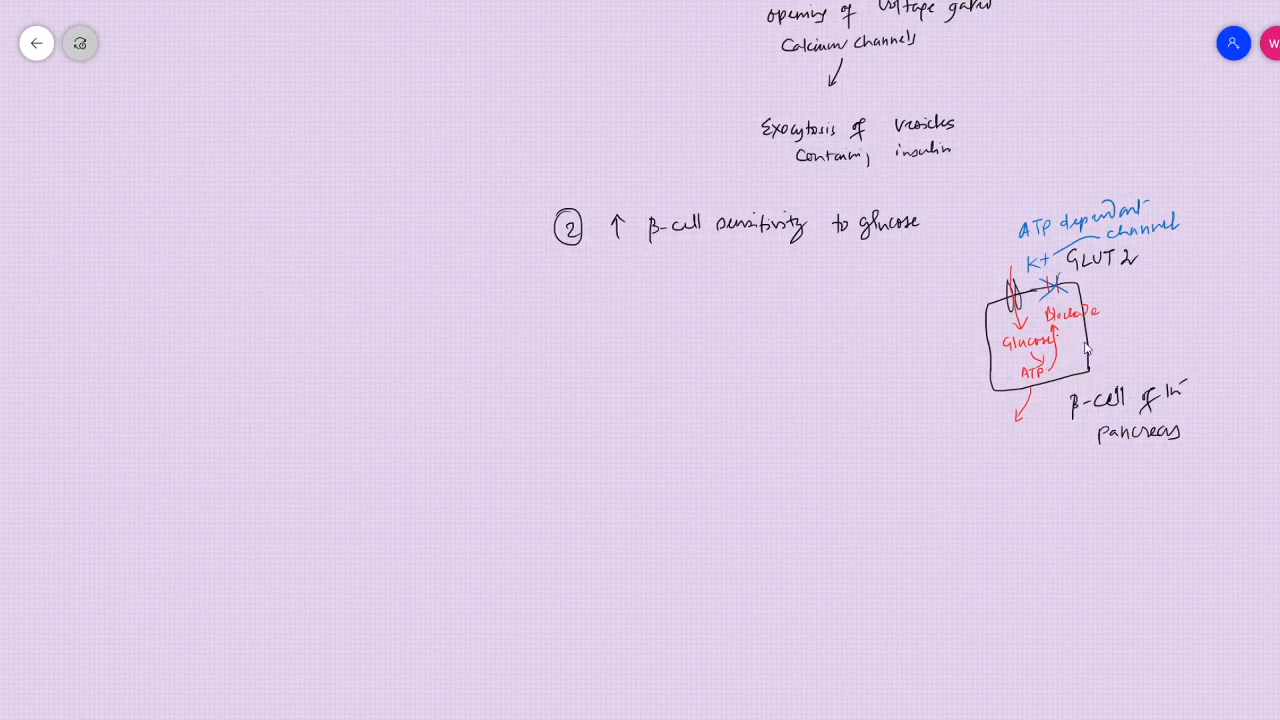 opening of voltage gated
Calcium channels
Exocytosis of vesicles
Containing insulin
② ↑ β-cell sensitivity to glucose
ATP dependant
channel
K+
GLUT 2
Blockade
Glucose
ATP
β-cell of the
pancreas
W